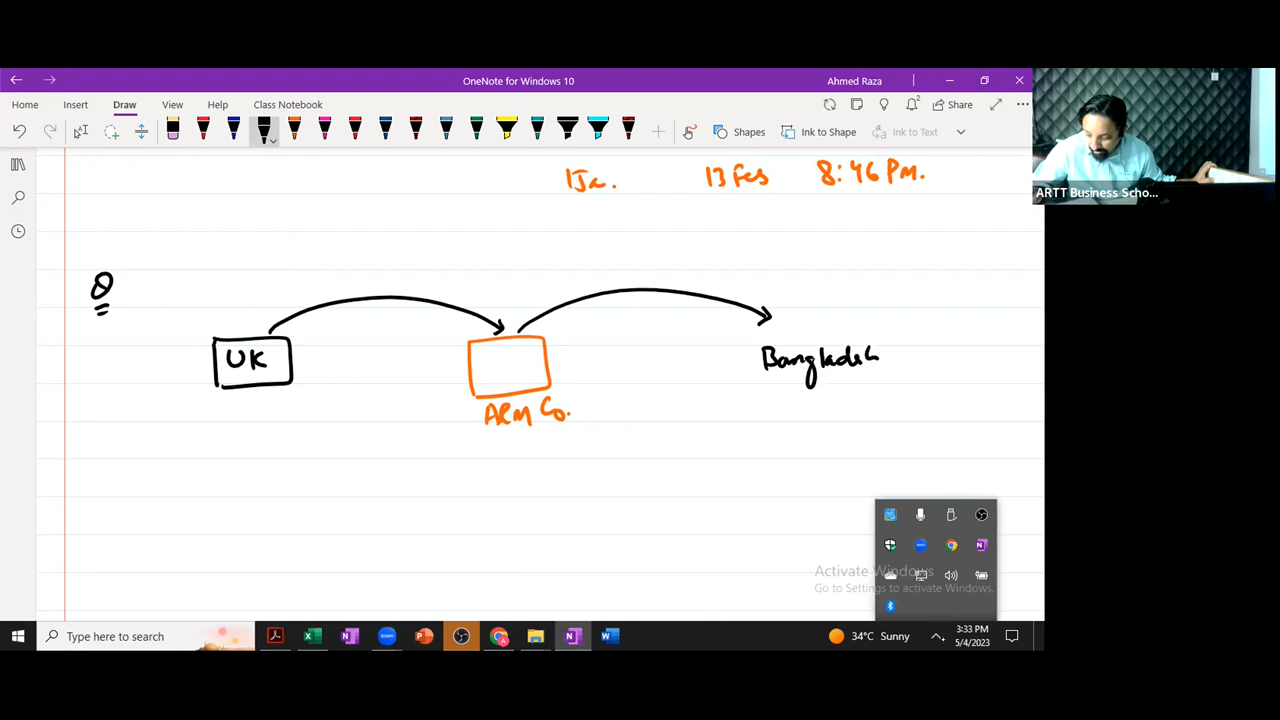 OneNote for Windows 10
Ahmed Raza
Home Insert Draw View Help Class Notebook
Share
Shapes Ink to Shape Ink to Text
ARTT Business Scho...
13 Feb 8:46 PM.
Q
UK
Bangladesh
ARM Co.
Activate Windows
Go to Settings to activate Windows.
Type here to search
34°C Sunny
3:33 PM
5/4/2023